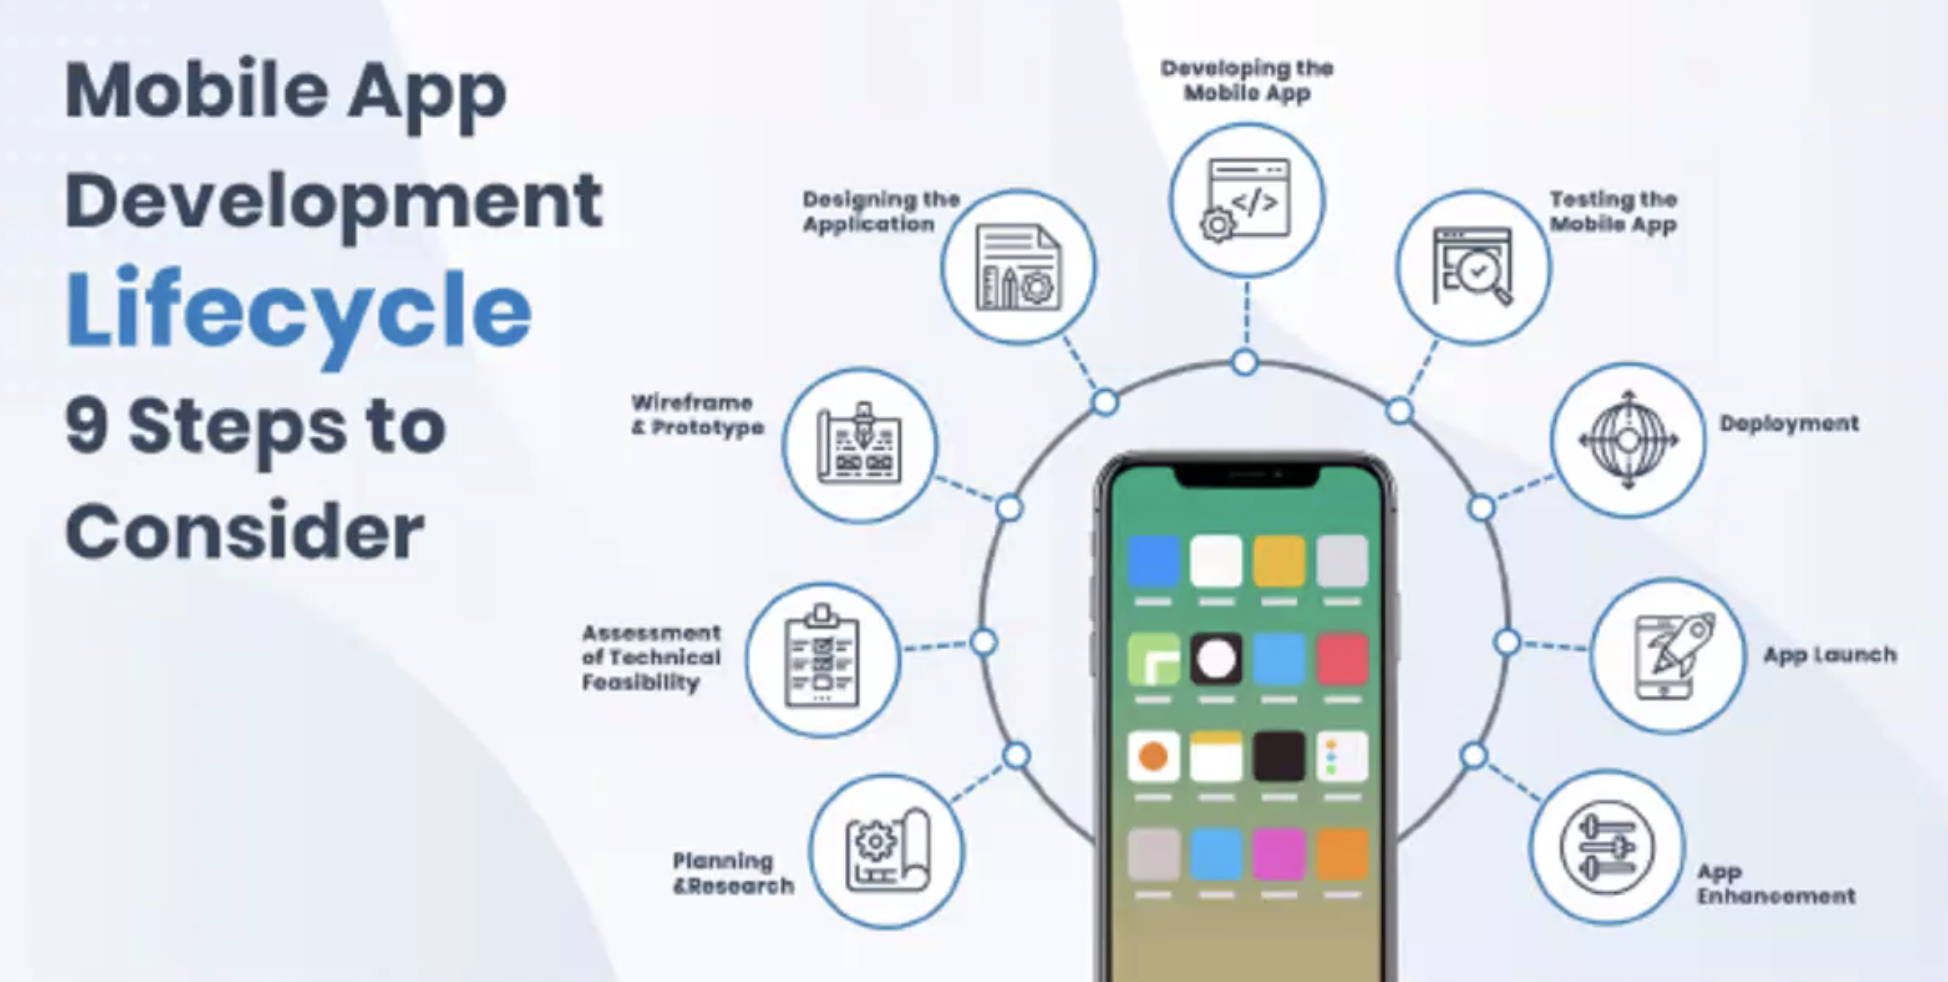 Mobile App
Development
Lifecycle
9 Steps to
Consider
Planning
&Research
Assessment
of Technical
Feasibility
Wireframe
& Prototype
Designing the
Application
Developing the
Mobile App
</>
Testing the
Mobile App
Deployment
App Launch
App
Enhancement